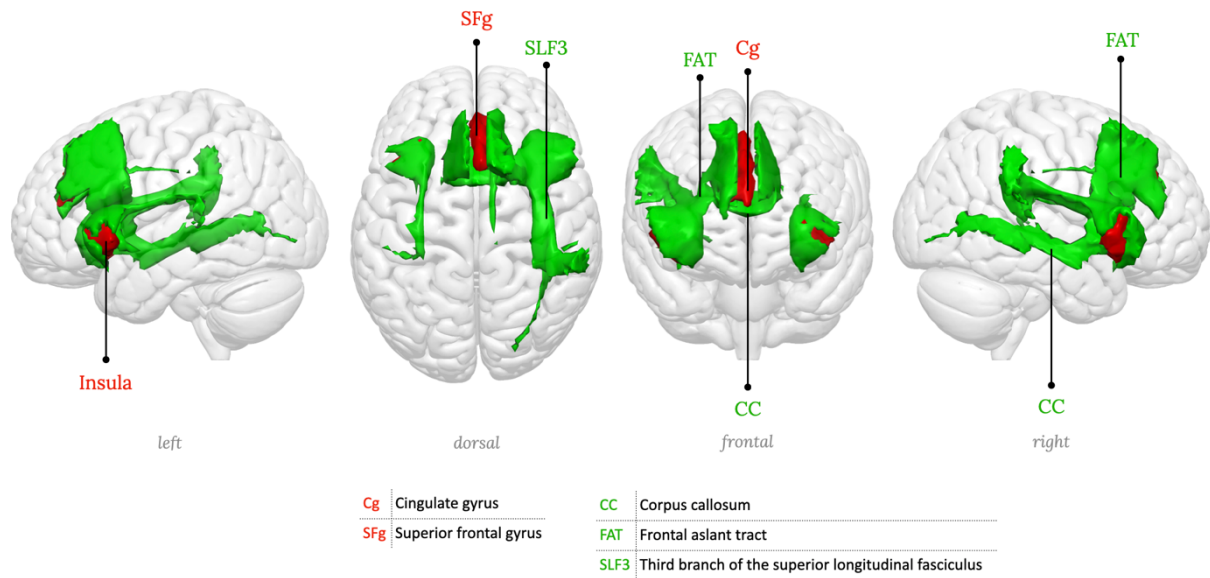 SFg
SLF3
FAT
Cg
FAT
Insula
CC
CC
left
dorsal
frontal
right
Cg Cingulate gyrus
SFg Superior frontal gyrus
CC Corpus callosum
FAT Frontal aslant tract
SLF3 Third branch of the superior longitudinal fasciculus